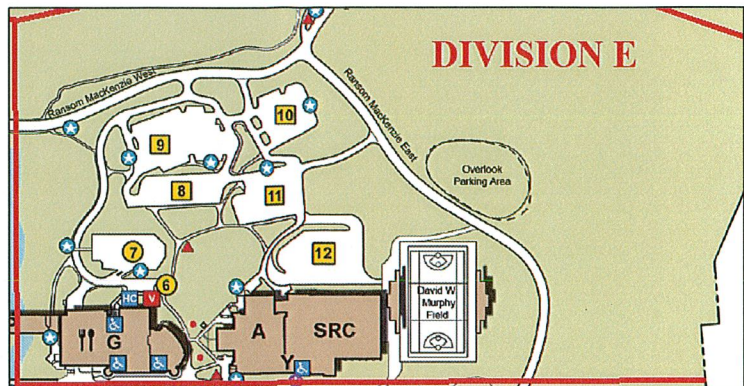 DIVISION E
Ransom MacKenzie West
Ransom MacKenzie East
10
9
8
11
Overlook
Parking Area
7
12
6
HC
V
David W
Murphy
Field
A
SRC
G
Y